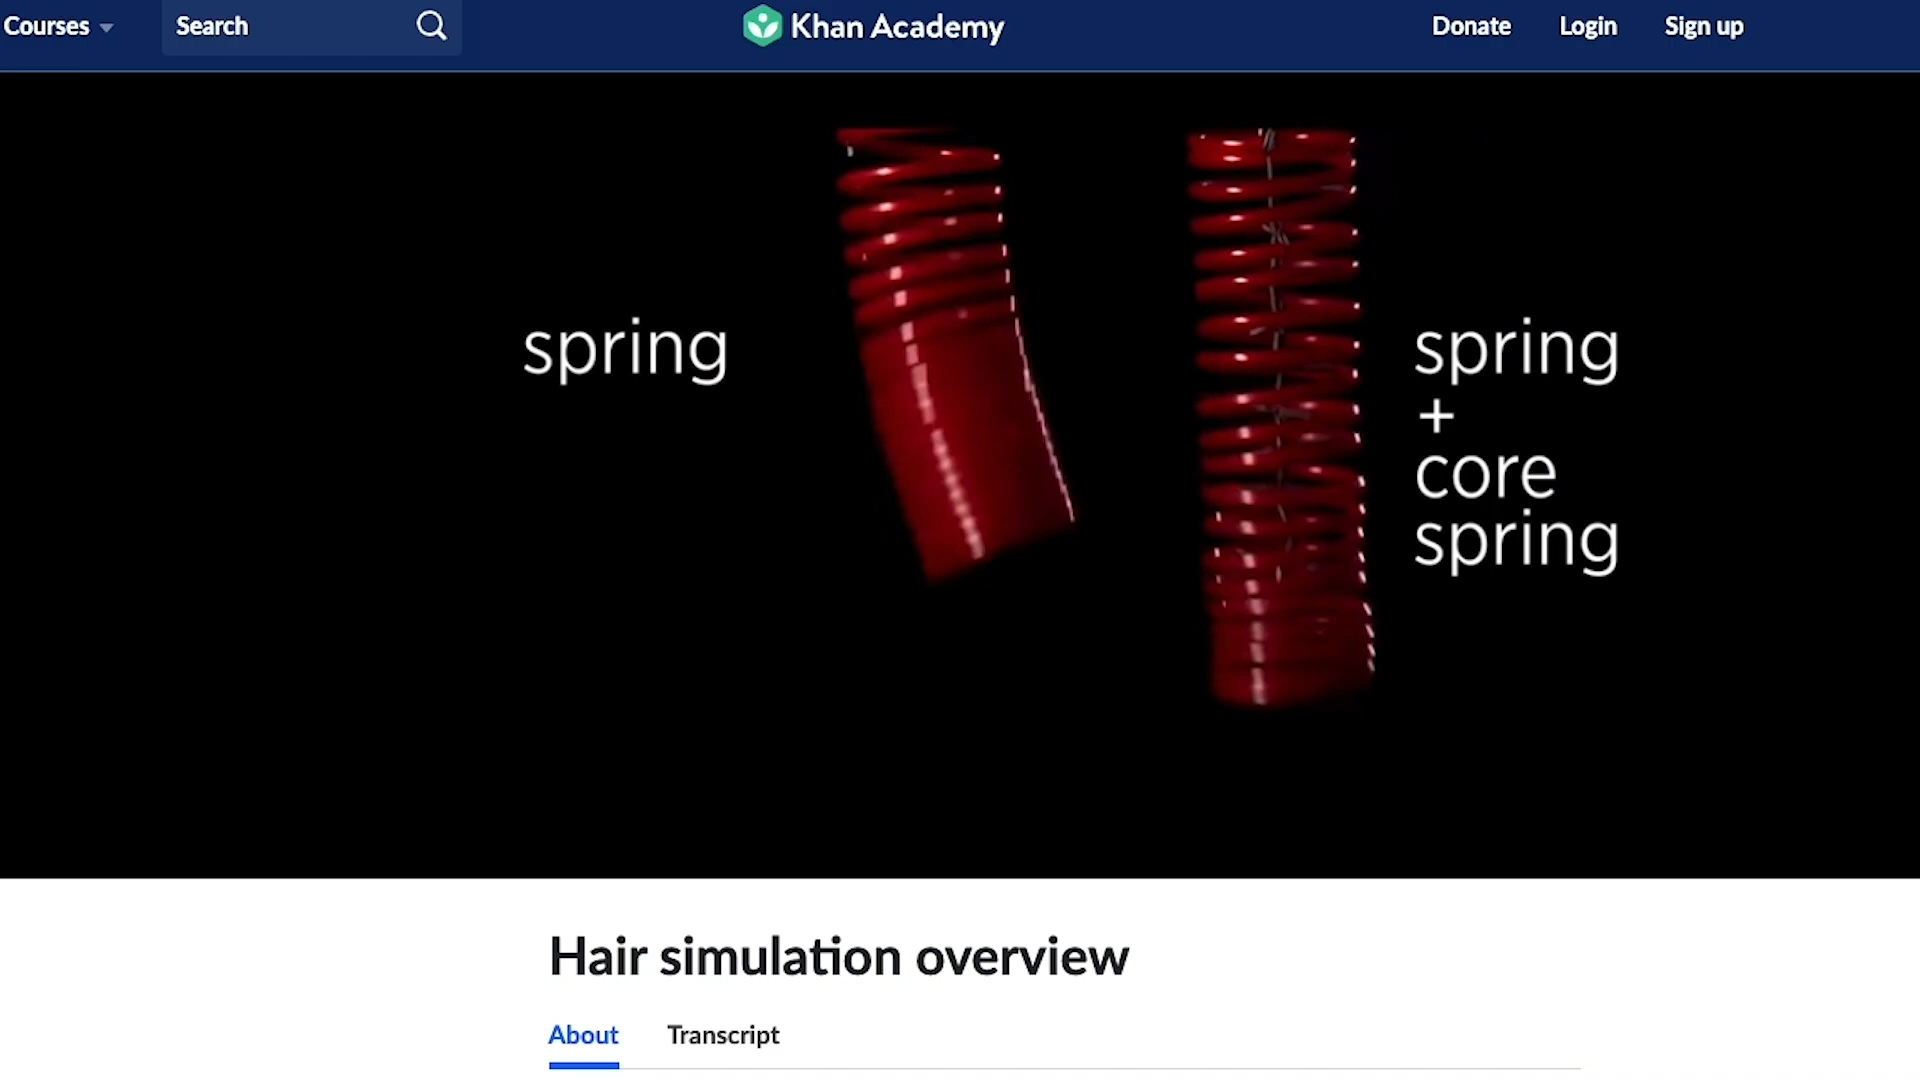 Courses
Search
Khan Academy
Donate
Login
Sign up
spring
spring
+
core
spring
Hair simulation overview
About
Transcript